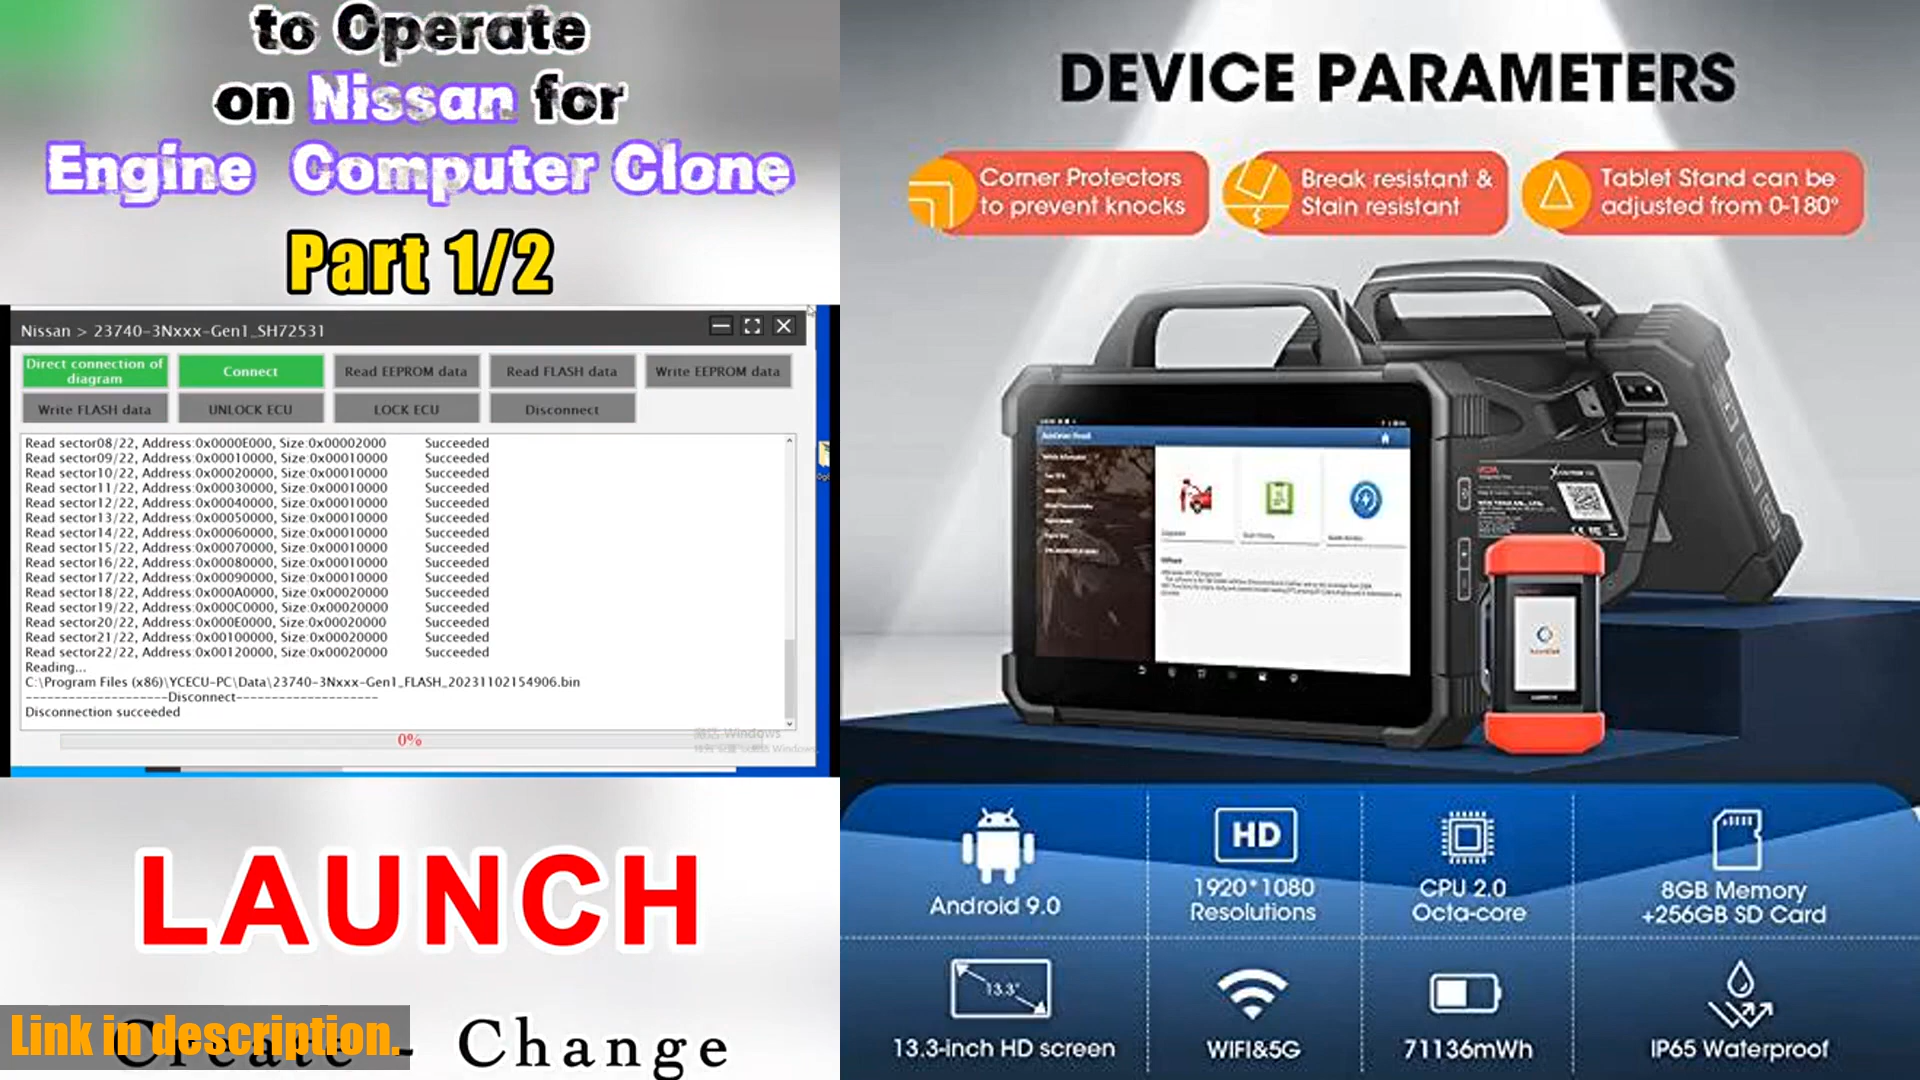 to Operate
on Nissan for
Engine Computer Clone
Part 1/2
Nissan > 23740-3Nxxx-Gen1_SH72531
Direct connection of
diagram
Connect
Read EEPROM data
Read FLASH data
Write EEPROM data
Write FLASH data
UNLOCK ECU
LOCK ECU
Disconnect
Read sector08/22, Address:0x0000E000, Size:0x00002000 Succeeded
Read sector09/22, Address:0x00010000, Size:0x00010000 Succeeded
Read sector10/22, Address:0x00020000, Size:0x00010000 Succeeded
Read sector11/22, Address:0x00030000, Size:0x00010000 Succeeded
Read sector12/22, Address:0x00040000, Size:0x00010000 Succeeded
Read sector13/22, Address:0x00050000, Size:0x00010000 Succeeded
Read sector14/22, Address:0x00060000, Size:0x00010000 Succeeded
Read sector15/22, Address:0x00070000, Size:0x00010000 Succeeded
Read sector16/22, Address:0x00080000, Size:0x00010000 Succeeded
Read sector17/22, Address:0x00090000, Size:0x00010000 Succeeded
Read sector18/22, Address:0x000A0000, Size:0x00020000 Succeeded
Read sector19/22, Address:0x000C0000, Size:0x00020000 Succeeded
Read sector20/22, Address:0x000E0000, Size:0x00020000 Succeeded
Read sector21/22, Address:0x00100000, Size:0x00020000 Succeeded
Read sector22/22, Address:0x00120000, Size:0x00020000 Succeeded
Reading...
C:\Program Files (x86)\YCECU-PC\Data\23740-3Nxxx-Gen1_FLASH_20231102154906.bin
--------------------Disconnect--------------------
Disconnection succeeded
0%
激活 Windows
LAUNCH
Create - Change
Link in description.
DEVICE PARAMETERS
Corner Protectors
to prevent knocks
Break resistant &
Stain resistant
Tablet Stand can be
adjusted from 0-180°
Android 9.0
HD
1920*1080
Resolutions
CPU 2.0
Octa-core
8GB Memory
+256GB SD Card
13.3"
13.3-inch HD screen
WIFI&5G
71136mWh
IP65 Waterproof